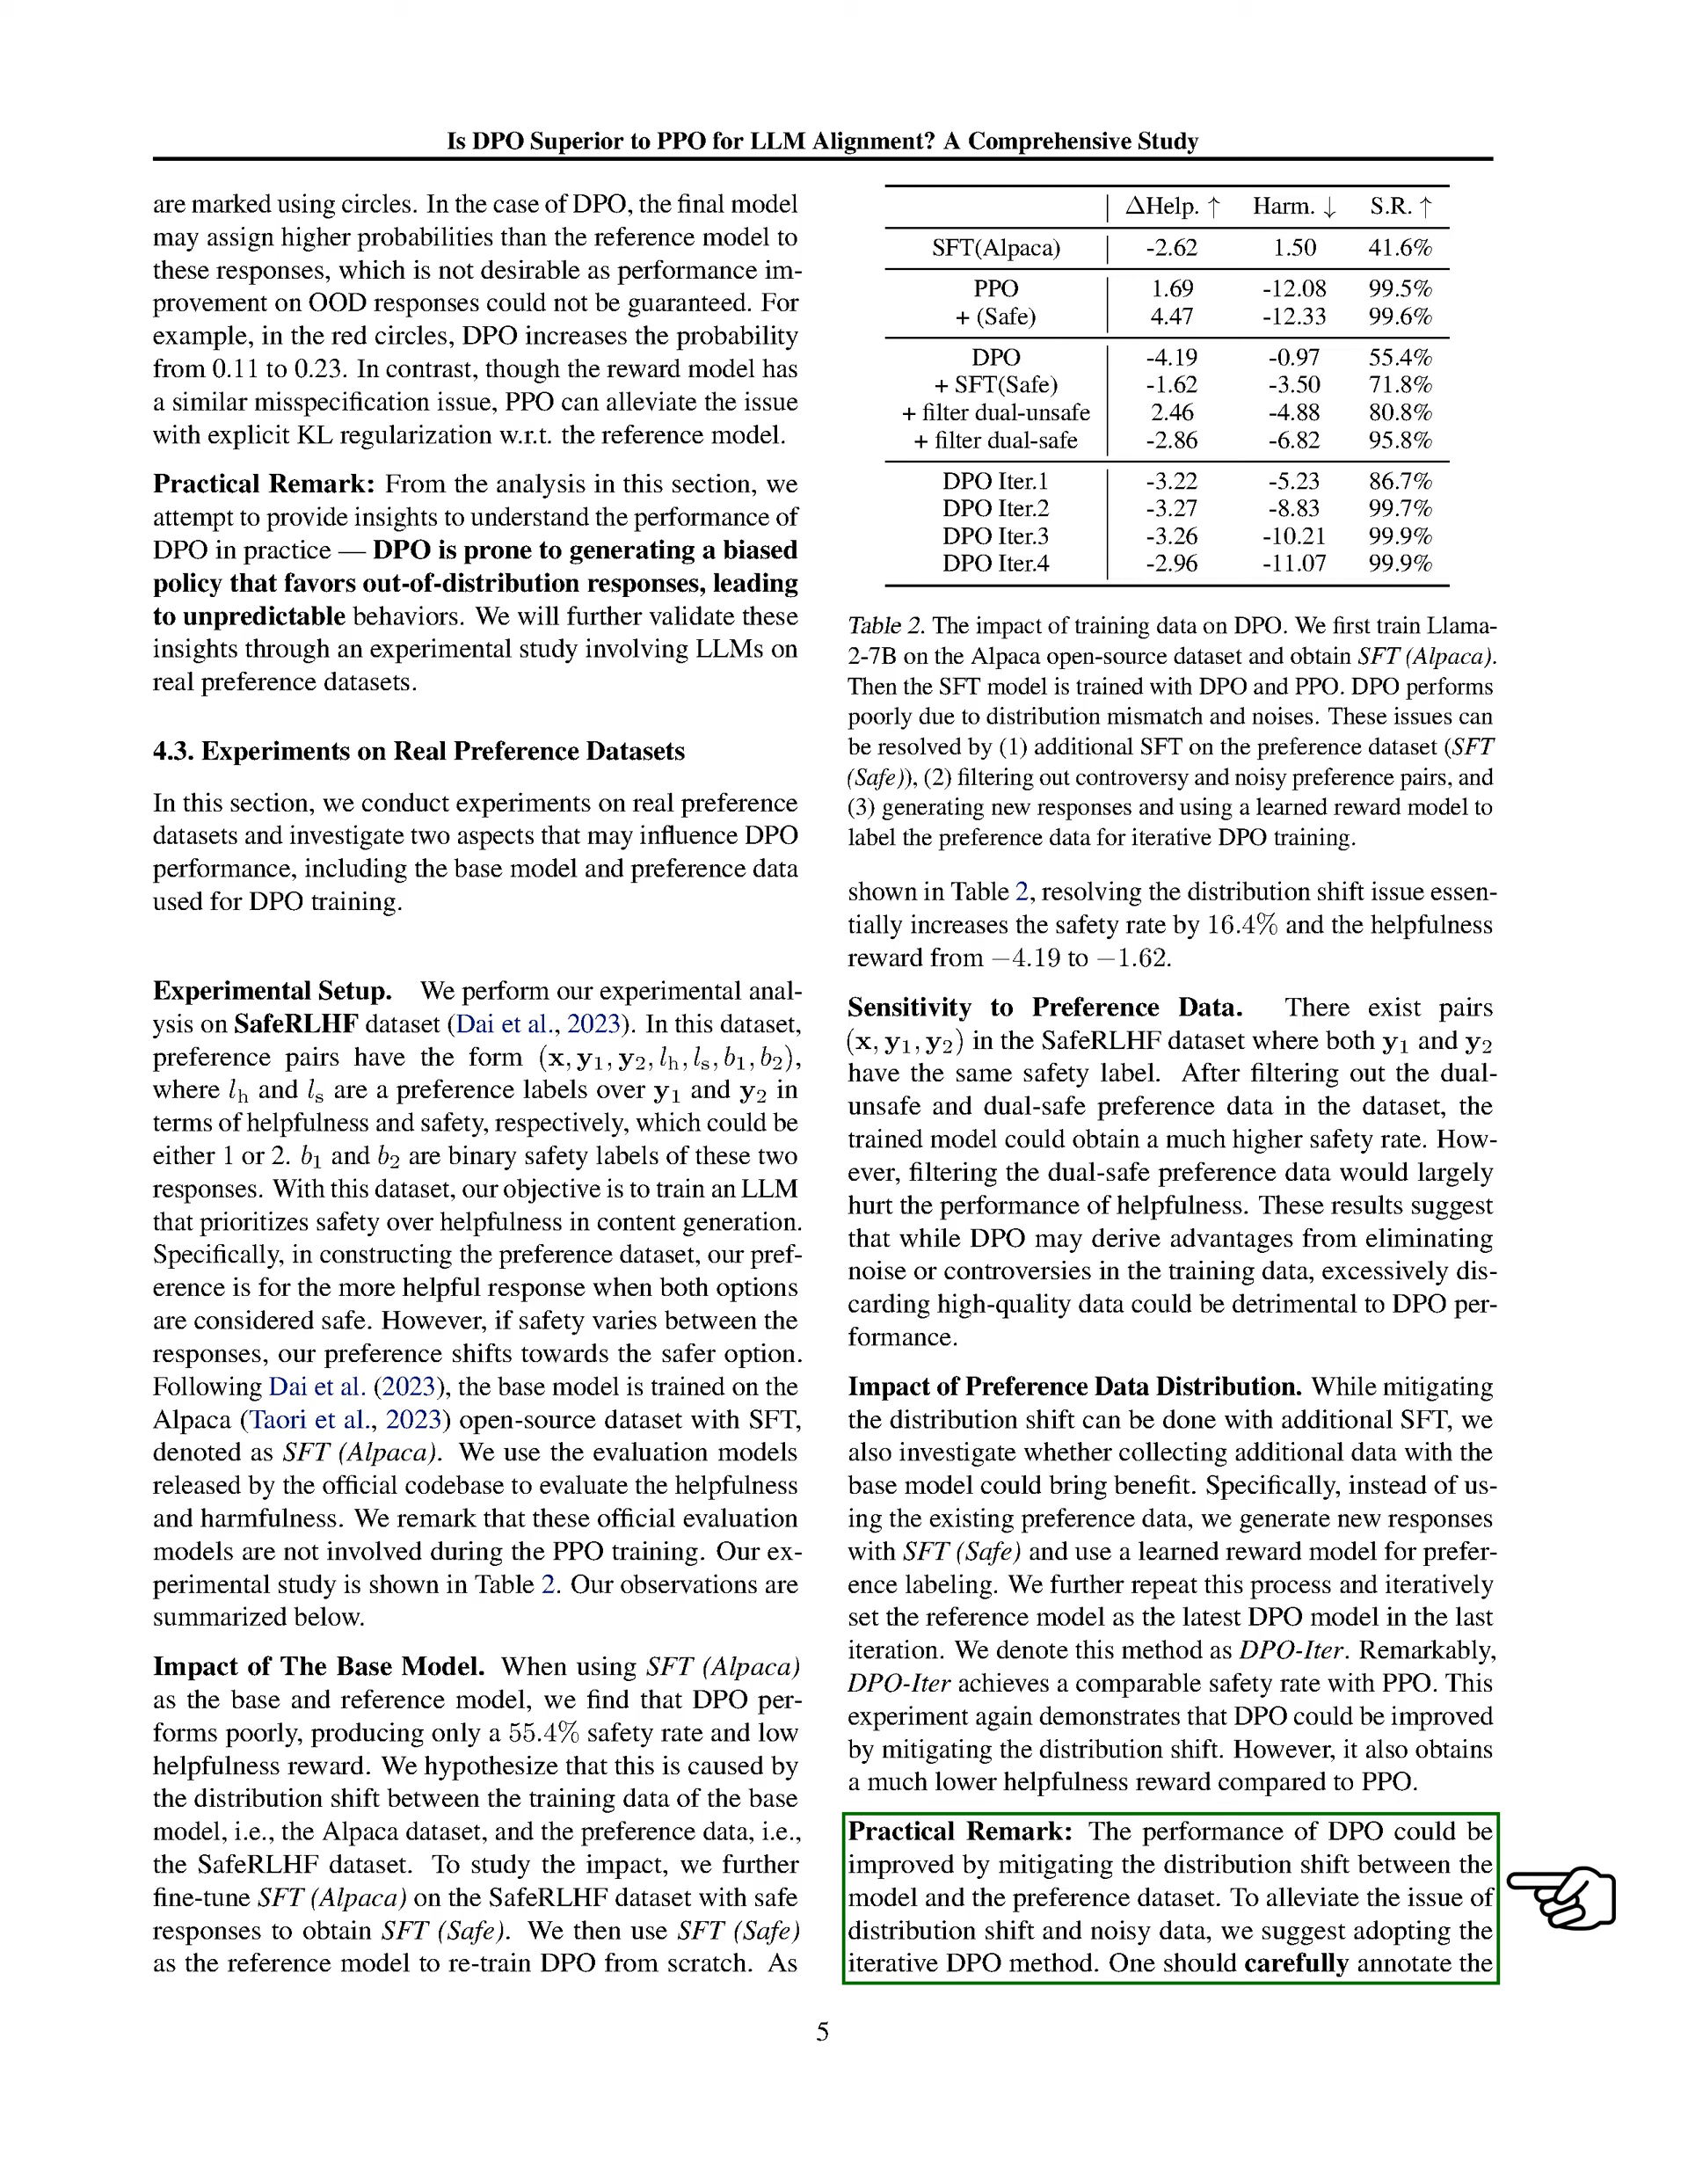 Is DPO Superior to PPO for LLM Alignment? A Comprehensive Study
are marked using circles. In the case of DPO, the final model
may assign higher probabilities than the reference model to
these responses, which is not desirable as performance im-
provement on OOD responses could not be guaranteed. For
example, in the red circles, DPO increases the probability
from 0.11 to 0.23. In contrast, though the reward model has
a similar misspecification issue, PPO can alleviate the issue
with explicit KL regularization w.r.t. the reference model.
Practical Remark: From the analysis in this section, we
attempt to provide insights to understand the performance of
DPO in practice — DPO is prone to generating a biased
policy that favors out-of-distribution responses, leading
to unpredictable behaviors. We will further validate these
insights through an experimental study involving LLMs on
real preference datasets.
4.3. Experiments on Real Preference Datasets
In this section, we conduct experiments on real preference
datasets and investigate two aspects that may influence DPO
performance, including the base model and preference data
used for DPO training.
Experimental Setup. We perform our experimental anal-
ysis on SafeRLHF dataset (Dai et al., 2023). In this dataset,
preference pairs have the form (x, y1, y2, lh, ls, b1, b2),
where lh and ls are a preference labels over y1 and y2 in
terms of helpfulness and safety, respectively, which could be
either 1 or 2. b1 and b2 are binary safety labels of these two
responses. With this dataset, our objective is to train an LLM
that prioritizes safety over helpfulness in content generation.
Specifically, in constructing the preference dataset, our pref-
erence is for the more helpful response when both options
are considered safe. However, if safety varies between the
responses, our preference shifts towards the safer option.
Following Dai et al. (2023), the base model is trained on the
Alpaca (Taori et al., 2023) open-source dataset with SFT,
denoted as SFT (Alpaca). We use the evaluation models
released by the official codebase to evaluate the helpfulness
and harmfulness. We remark that these official evaluation
models are not involved during the PPO training. Our ex-
perimental study is shown in Table 2. Our observations are
summarized below.
Impact of The Base Model. When using SFT (Alpaca)
as the base and reference model, we find that DPO per-
forms poorly, producing only a 55.4% safety rate and low
helpfulness reward. We hypothesize that this is caused by
the distribution shift between the training data of the base
model, i.e., the Alpaca dataset, and the preference data, i.e.,
the SafeRLHF dataset. To study the impact, we further
fine-tune SFT (Alpaca) on the SafeRLHF dataset with safe
responses to obtain SFT (Safe). We then use SFT (Safe)
as the reference model to re-train DPO from scratch. As
ΔHelp. ↑ Harm. ↓ S.R. ↑
SFT(Alpaca) -2.62 1.50 41.6%
PPO 1.69 -12.08 99.5%
+ (Safe) 4.47 -12.33 99.6%
DPO -4.19 -0.97 55.4%
+ SFT(Safe) -1.62 -3.50 71.8%
+ filter dual-unsafe 2.46 -4.88 80.8%
+ filter dual-safe -2.86 -6.82 95.8%
DPO Iter.1 -3.22 -5.23 86.7%
DPO Iter.2 -3.27 -8.83 99.7%
DPO Iter.3 -3.26 -10.21 99.9%
DPO Iter.4 -2.96 -11.07 99.9%
Table 2. The impact of training data on DPO. We first train Llama-
2-7B on the Alpaca open-source dataset and obtain SFT (Alpaca).
Then the SFT model is trained with DPO and PPO. DPO performs
poorly due to distribution mismatch and noises. These issues can
be resolved by (1) additional SFT on the preference dataset (SFT
(Safe)), (2) filtering out controversy and noisy preference pairs, and
(3) generating new responses and using a learned reward model to
label the preference data for iterative DPO training.
shown in Table 2, resolving the distribution shift issue essen-
tially increases the safety rate by 16.4% and the helpfulness
reward from −4.19 to −1.62.
Sensitivity to Preference Data. There exist pairs
(x, y1, y2) in the SafeRLHF dataset where both y1 and y2
have the same safety label. After filtering out the dual-
unsafe and dual-safe preference data in the dataset, the
trained model could obtain a much higher safety rate. How-
ever, filtering the dual-safe preference data would largely
hurt the performance of helpfulness. These results suggest
that while DPO may derive advantages from eliminating
noise or controversies in the training data, excessively dis-
carding high-quality data could be detrimental to DPO per-
formance.
Impact of Preference Data Distribution. While mitigating
the distribution shift can be done with additional SFT, we
also investigate whether collecting additional data with the
base model could bring benefit. Specifically, instead of us-
ing the existing preference data, we generate new responses
with SFT (Safe) and use a learned reward model for prefer-
ence labeling. We further repeat this process and iteratively
set the reference model as the latest DPO model in the last
iteration. We denote this method as DPO-Iter. Remarkably,
DPO-Iter achieves a comparable safety rate with PPO. This
experiment again demonstrates that DPO could be improved
by mitigating the distribution shift. However, it also obtains
a much lower helpfulness reward compared to PPO.
Practical Remark: The performance of DPO could be
improved by mitigating the distribution shift between the
model and the preference dataset. To alleviate the issue of
distribution shift and noisy data, we suggest adopting the
iterative DPO method. One should carefully annotate the
5